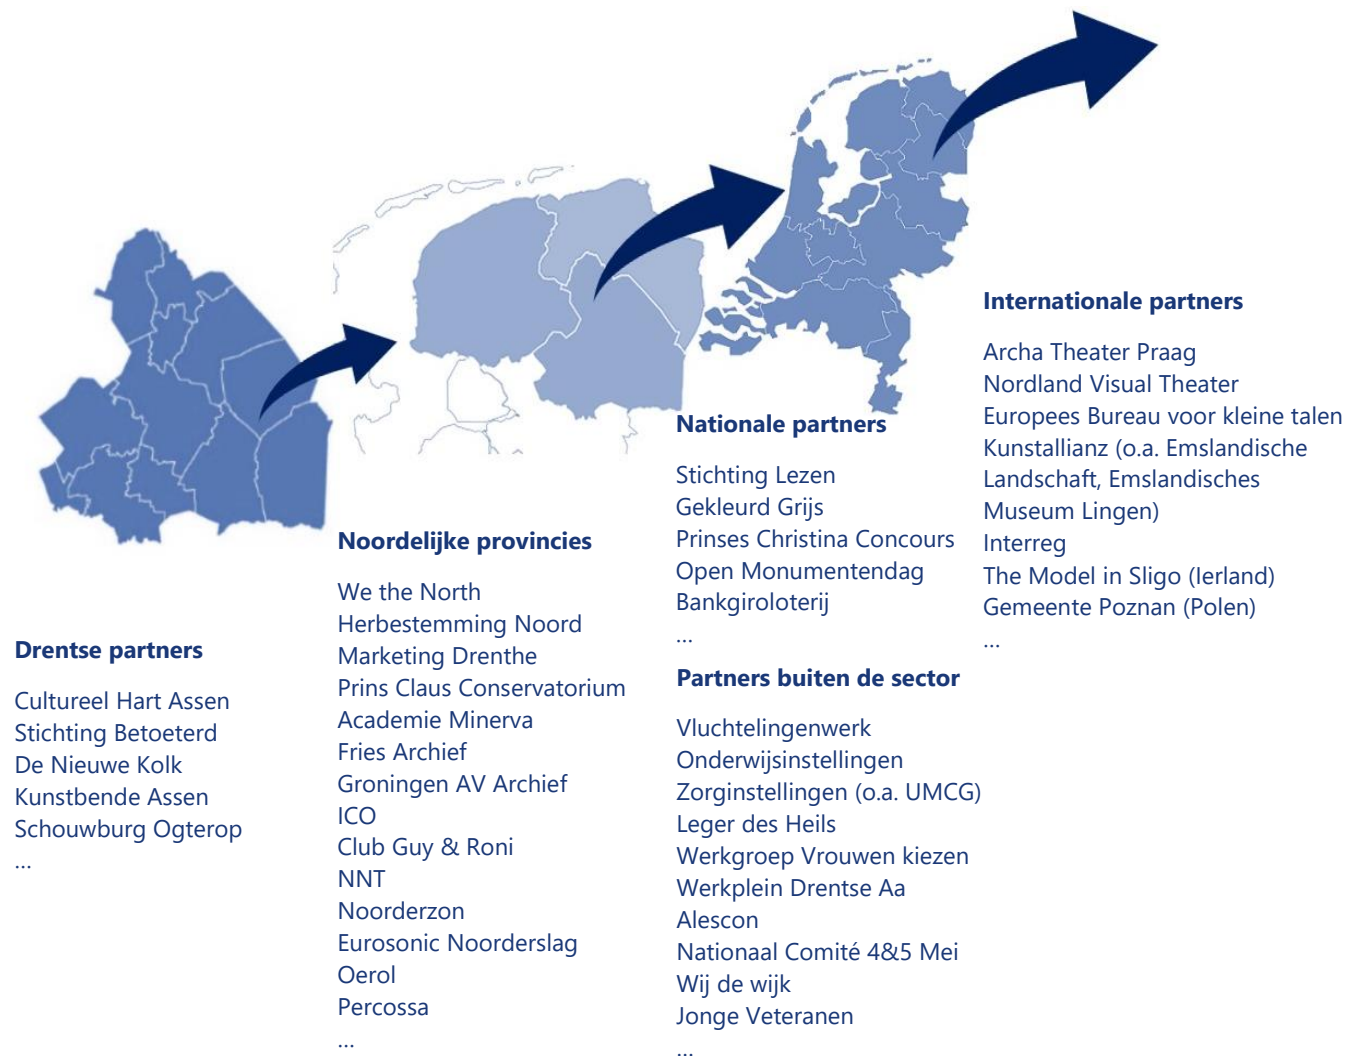 Drentse partners
Cultureel Hart Assen
Stichting Betoeterd
De Nieuwe Kolk
Kunstbende Assen
Schouwburg Ogterop
...
Noordelijke provincies
We the North
Herbestemming Noord
Marketing Drenthe
Prins Claus Conservatorium
Academie Minerva
Fries Archief
Groningen AV Archief
ICO
Club Guy & Roni
NNT
Noorderzon
Eurosonic Noorderslag
Oerol
Percossa
...
Nationale partners
Stichting Lezen
Gekleurd Grijs
Prinses Christina Concours
Open Monumentendag
Bankgiroloterij
...
Partners buiten de sector
Vluchtelingenwerk
Onderwijsinstellingen
Zorginstellingen (o.a. UMCG)
Leger des Heils
Werkgroep Vrouwen kiezen
Werkplein Drentse Aa
Alescon
Nationaal Comité 4&5 Mei
Wij de wijk
Jonge Veteranen
...
Internationale partners
Archa Theater Praag
Nordland Visual Theater
Europees Bureau voor kleine talen
Kunstallianz (o.a. Emslandische
Landschaft, Emslandisches
Museum Lingen)
Interreg
The Model in Sligo (Ierland)
Gemeente Poznan (Polen)
...